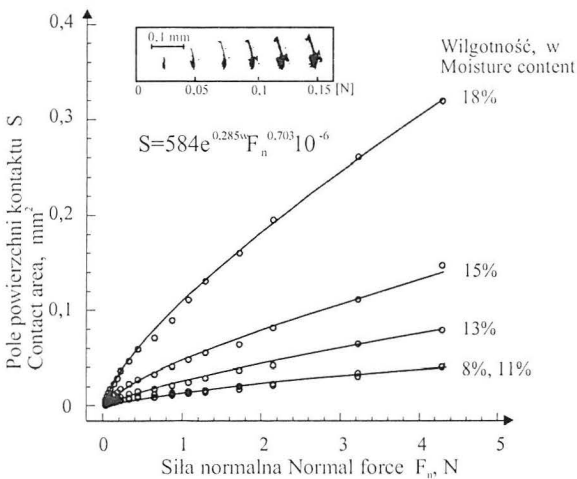 0,4
0,3
0,2
0,1
0
Pole powierzchni kontaktu S
Contact area, mm²
0,1 mm
0 0,05 0,1 0,15 [N]
S=584e^0,285w F_n^0,703 10^-6
Wilgotność, w
Moisture content
18%
15%
13%
8%, 11%
0 1 2 3 4 5
Siła normalna Normal force F_n, N